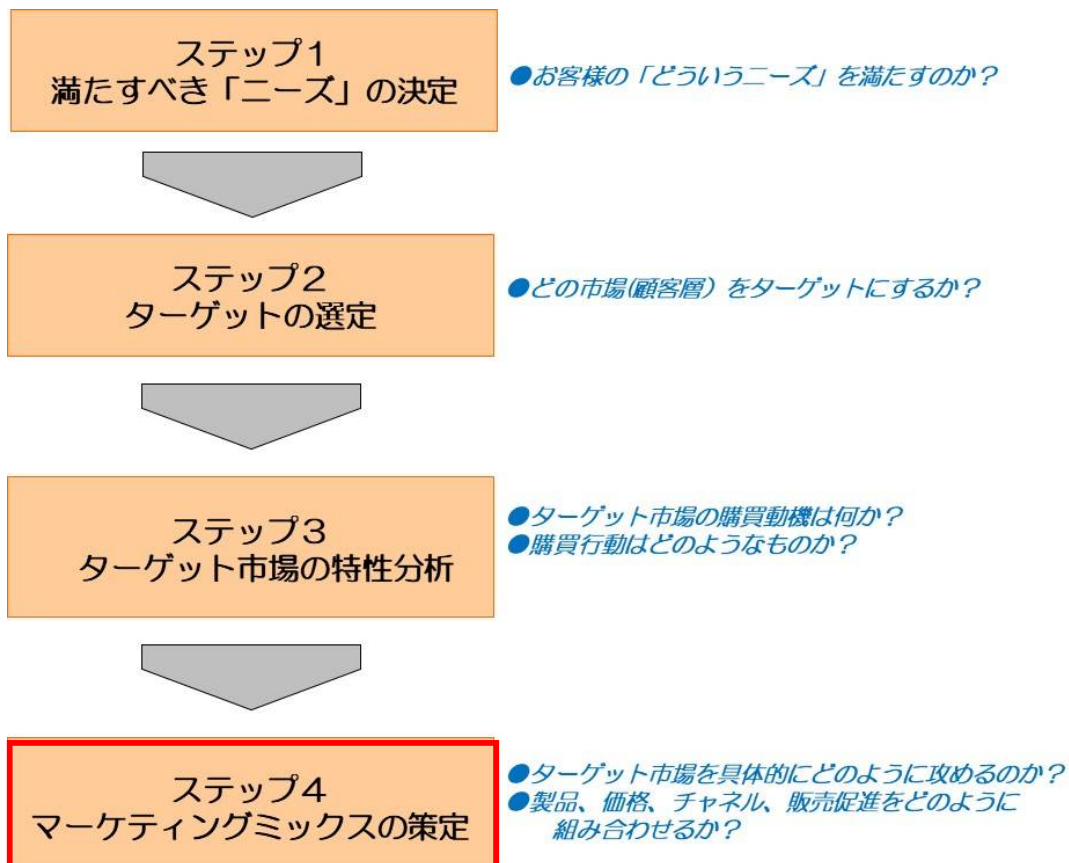 ステップ1
満たすべき「ニーズ」の決定
●お客様の「どういうニーズ」を満たすのか？
ステップ2
ターゲットの選定
●どの市場(顧客層）をターゲットにするか？
ステップ3
ターゲット市場の特性分析
●ターゲット市場の購買動機は何か？
●購買行動はどのようなものか？
ステップ4
マーケティングミックスの策定
●ターゲット市場を具体的にどのように攻めるのか？
●製品、価格、チャネル、販売促進をどのように
組み合わせるか？